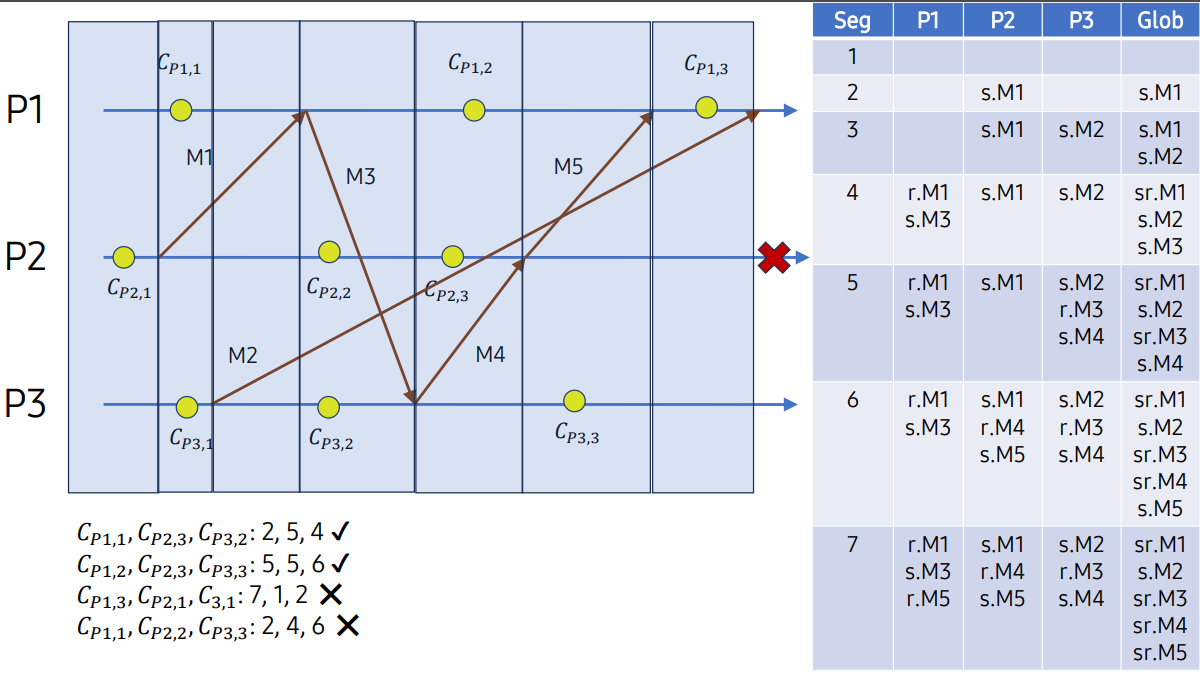 P1
P2
P3
C_{P1,1}
C_{P1,2}
C_{P1,3}
M1
M3
M5
C_{P2,1}
C_{P2,2}
C_{P2,3}
M2
M4
C_{P3,1}
C_{P3,2}
C_{P3,3}
C_{P1,1}, C_{P2,3}, C_{P3,2}: 2, 5, 4 ✓
C_{P1,2}, C_{P2,3}, C_{P3,3}: 5, 5, 6 ✓
C_{P1,3}, C_{P2,1}, C_{3,1}: 7, 1, 2 ✕
C_{P1,1}, C_{P2,2}, C_{P3,3}: 2, 4, 6 ✕
Seg P1 P2 P3 Glob
1
2 s.M1 s.M1
3 s.M1 s.M2 s.M1
s.M2
4 r.M1 s.M1 s.M2 sr.M1
s.M3 s.M2
s.M3
5 r.M1 s.M1 s.M2 sr.M1
s.M3 r.M3 s.M2
s.M4 sr.M3
s.M4
6 r.M1 s.M1 s.M2 sr.M1
s.M3 r.M4 r.M3 s.M2
s.M5 s.M4 sr.M3
sr.M4
s.M5
7 r.M1 s.M1 s.M2 sr.M1
s.M3 r.M4 r.M3 s.M2
r.M5 s.M5 s.M4 sr.M3
sr.M4
sr.M5